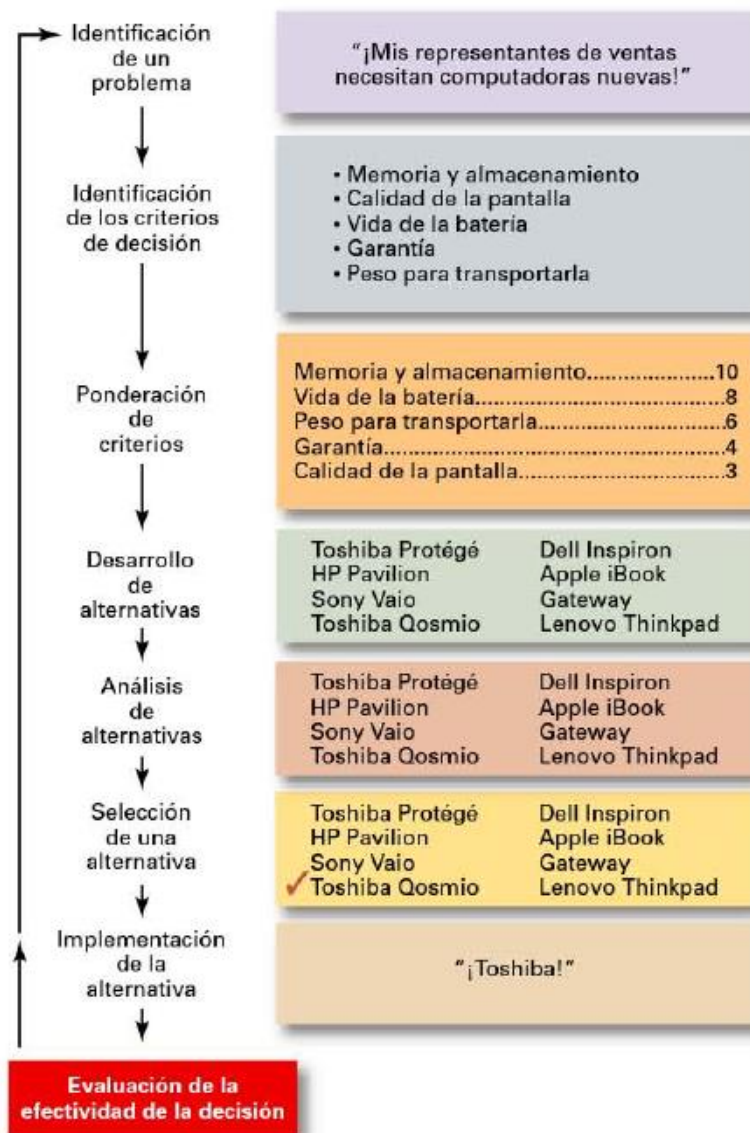 Identificación
de un
problema
"¡Mis representantes de ventas
necesitan computadoras nuevas!"
Identificación
de los criterios
de decisión
• Memoria y almacenamiento
• Calidad de la pantalla
• Vida de la batería
• Garantía
• Peso para transportarla
Ponderación
de
criterios
Memoria y almacenamiento....................10
Vida de la batería....................8
Peso para transportarla....................6
Garantía....................4
Calidad de la pantalla....................3
Desarrollo
de
alternativas
Toshiba Protégé Dell Inspiron
HP Pavilion Apple iBook
Sony Vaio Gateway
Toshiba Qosmio Lenovo Thinkpad
Análisis
de
alternativas
Toshiba Protégé Dell Inspiron
HP Pavilion Apple iBook
Sony Vaio Gateway
Toshiba Qosmio Lenovo Thinkpad
Selección
de una
alternativa
Toshiba Protégé Dell Inspiron
HP Pavilion Apple iBook
Sony Vaio Gateway
✓ Toshiba Qosmio Lenovo Thinkpad
Implementación
de la
alternativa
"¡Toshiba!"
Evaluación de la
efectividad de la decisión